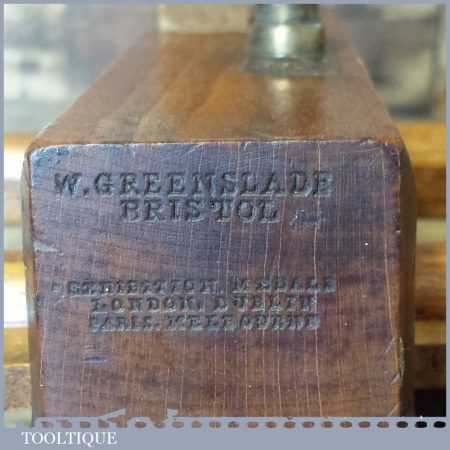 W. GREENSLADE
BRISTOL
EXHIBITION. MEDALS
LONDON. DUBLIN
PARIS. MELBOURNE
TOOLTIQUE